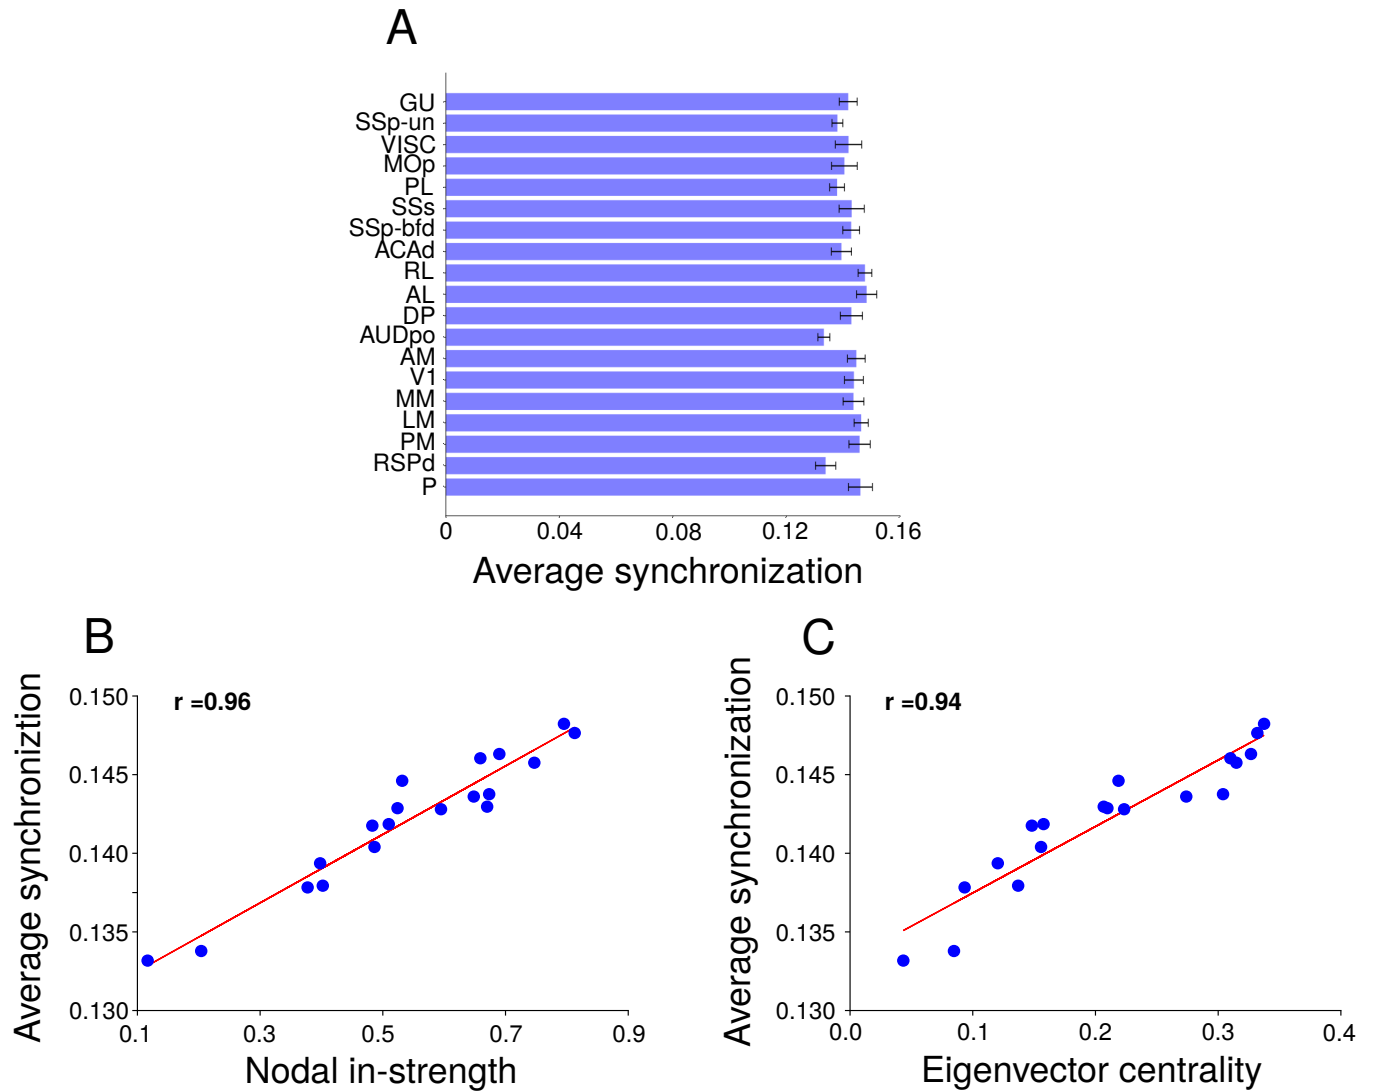 A
GU
SSp-un
VISC
MOp
PL
SSs
SSp-bfd
ACAd
RL
AL
DP
AUDpo
AM
V1
MM
LM
PM
RSPd
P
0 0.04 0.08 0.12 0.16
Average synchronization
B
r =0.96
Average synchroniztion
0.150
0.145
0.140
0.135
0.130
0.1 0.3 0.5 0.7 0.9
Nodal in-strength
C
r =0.94
Average synchronization
0.150
0.145
0.140
0.135
0.130
0.0 0.1 0.2 0.3 0.4
Eigenvector centrality